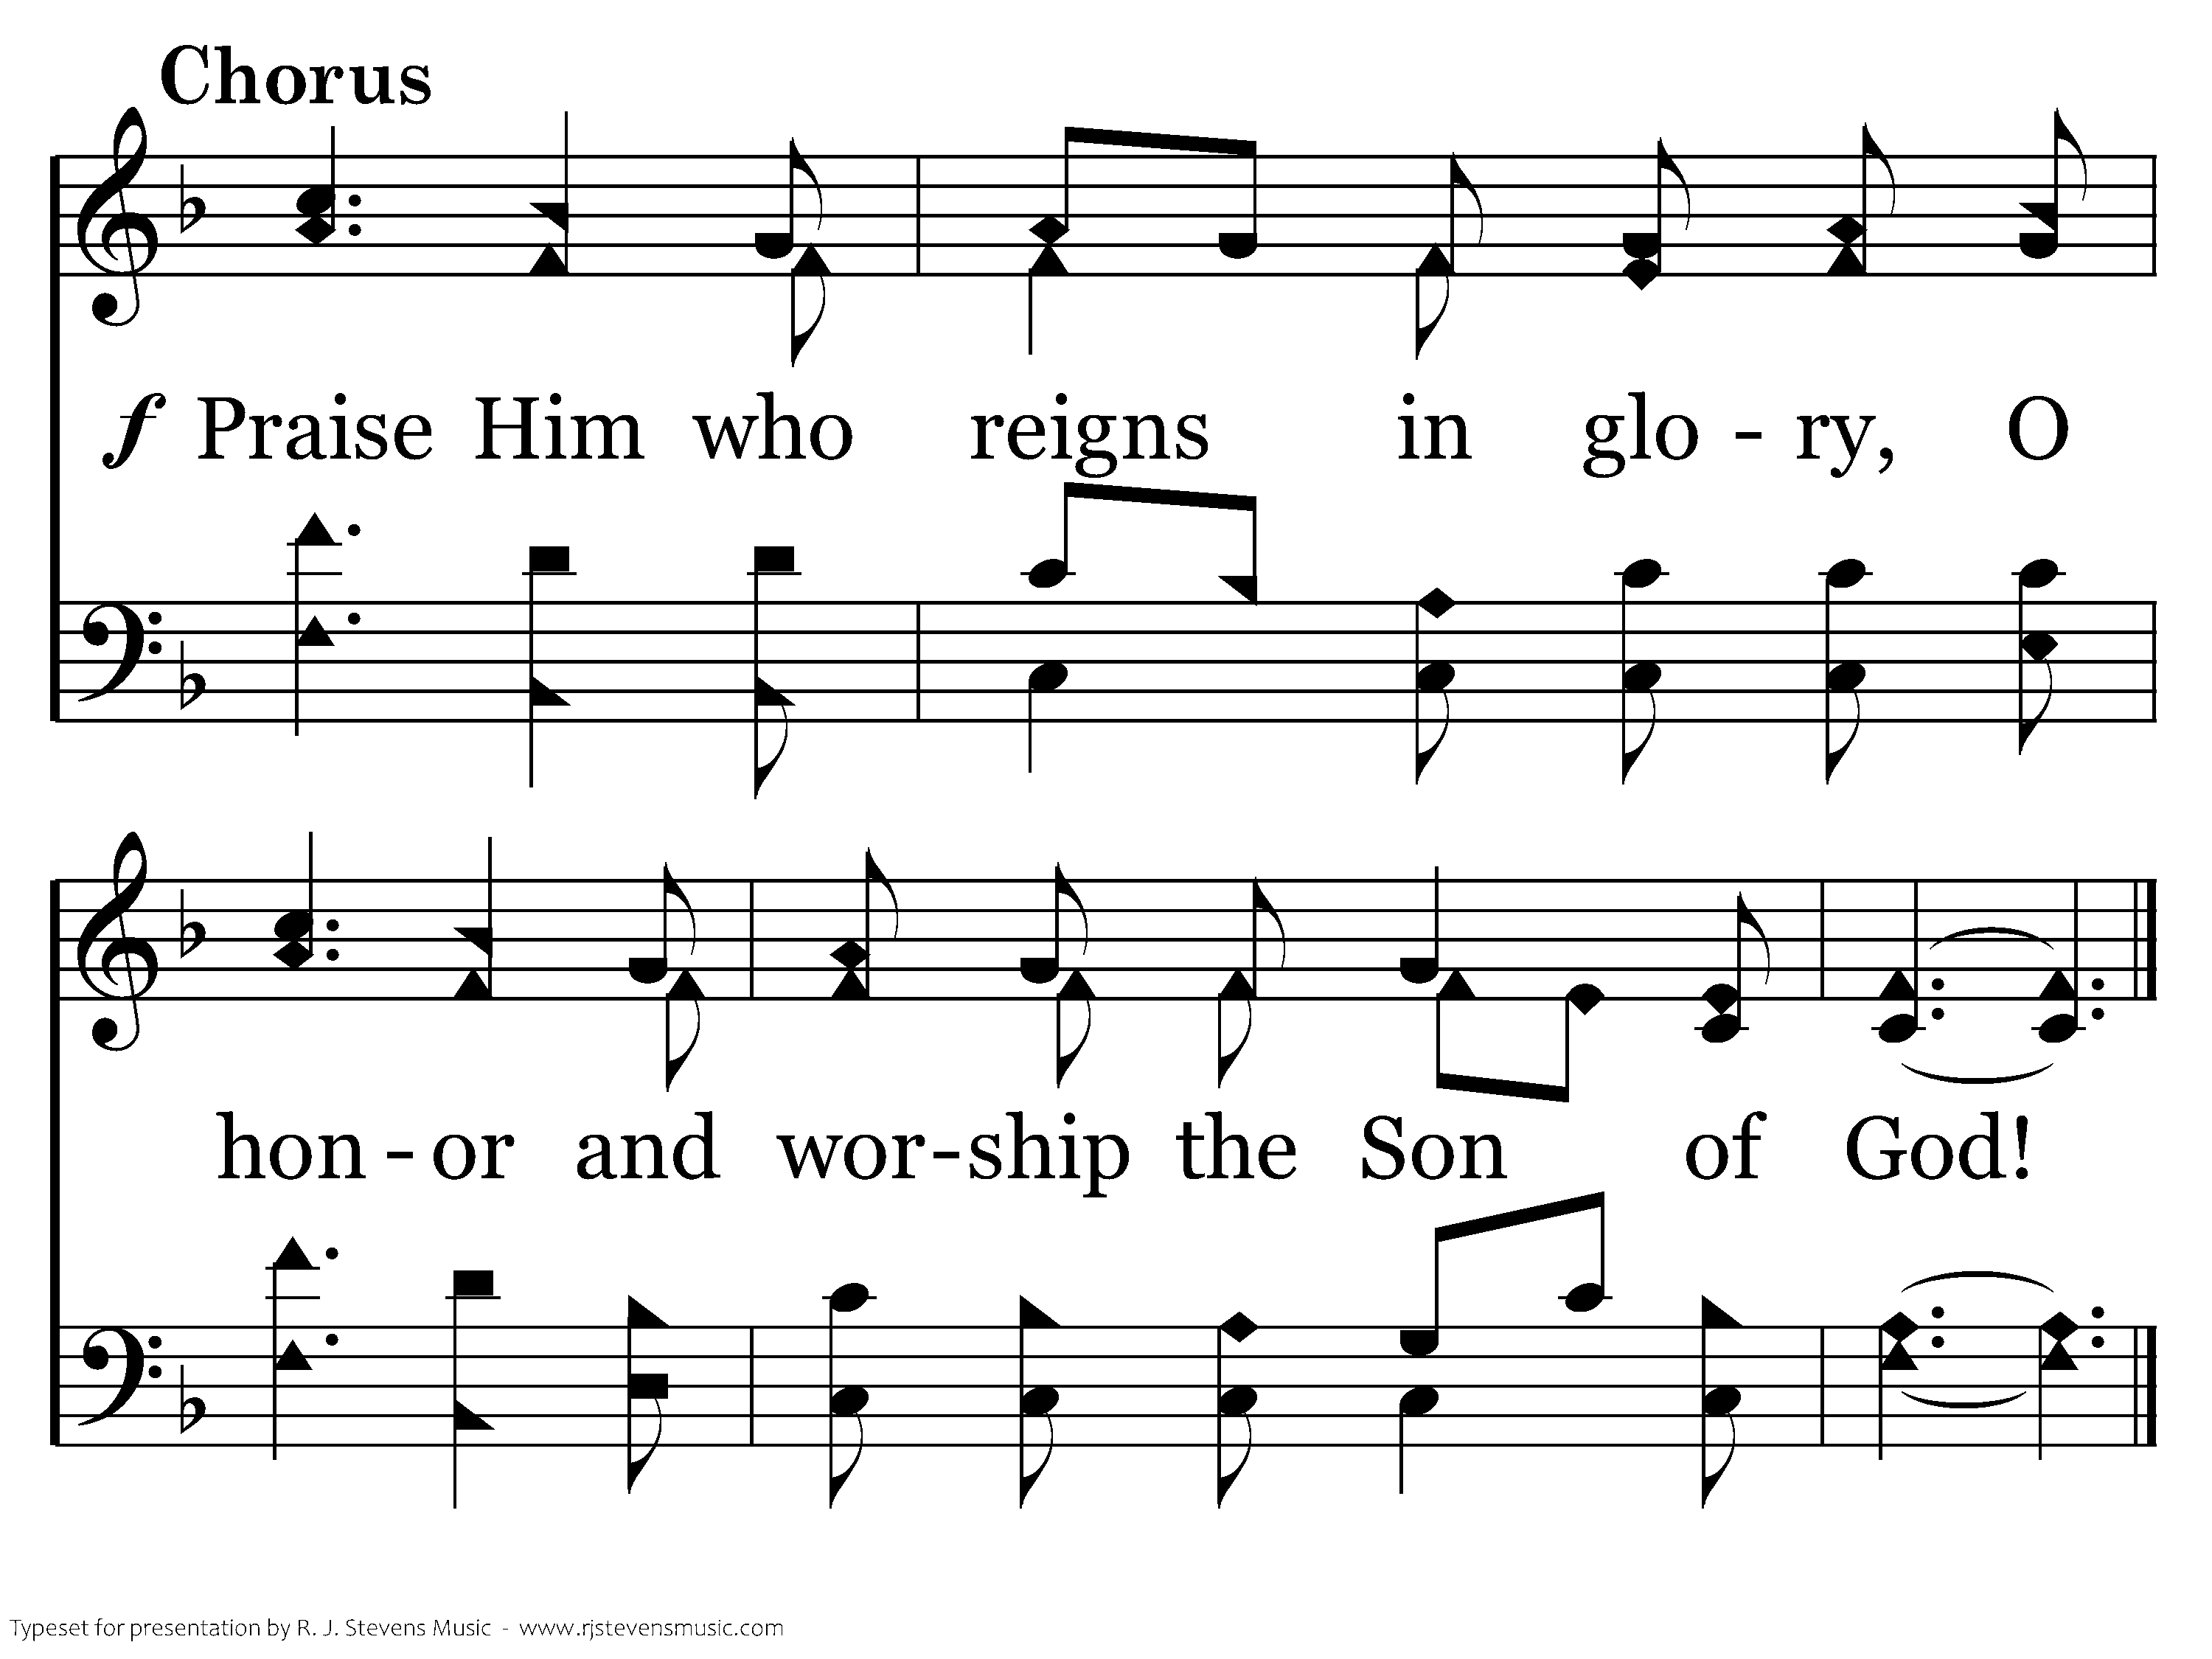 Chorus
f Praise Him who reigns in glo - ry, O
hon - or and wor-ship the Son of God!
Typeset for presentation by R. J. Stevens Music - www.rjstevensmusic.com